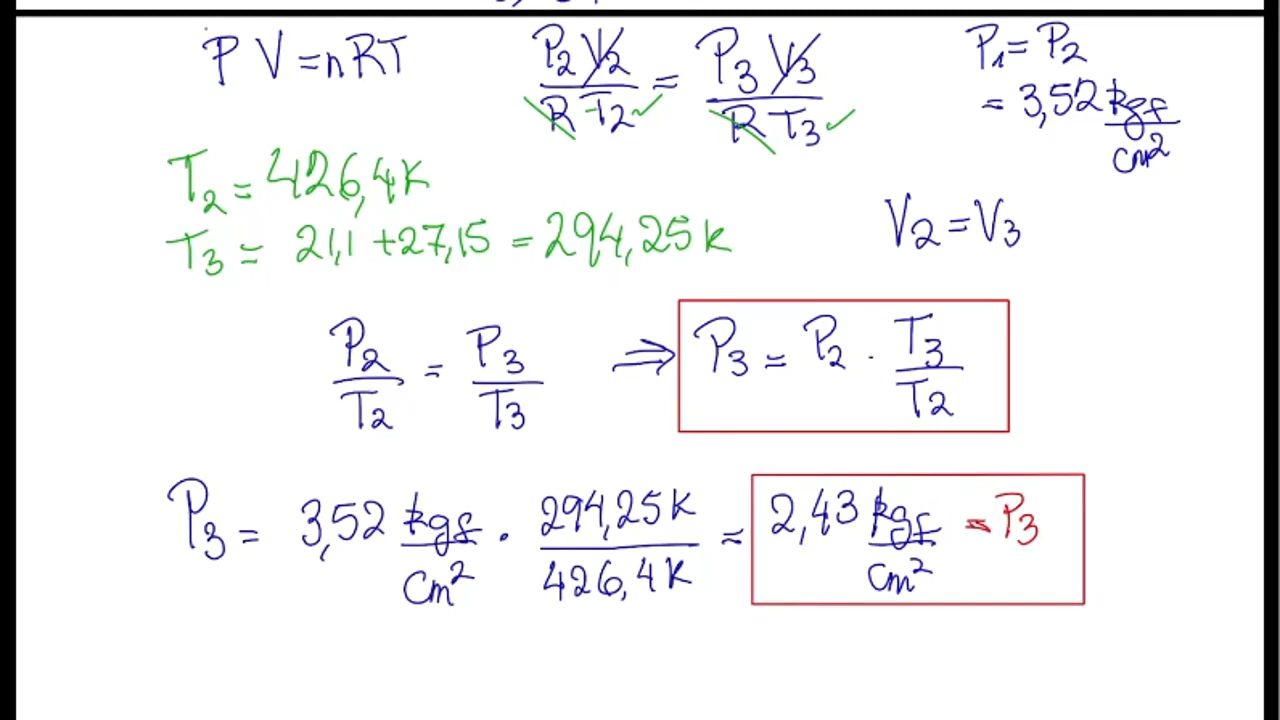 P V = nRT   P2 V2 / R T2 = P3 V3 / R T3   P1 = P2
= 3,52 kgf/cm²
T2 = 426,4 K
T3 = 21,1 + 27,15 = 294,25 K   V2 = V3
P2 / T2 = P3 / T3 ⇒ P3 = P2 . T3 / T2
P3 = 3,52 kgf/cm² . 294,25 K / 426,4 K = 2,43 kgf/cm² = P3